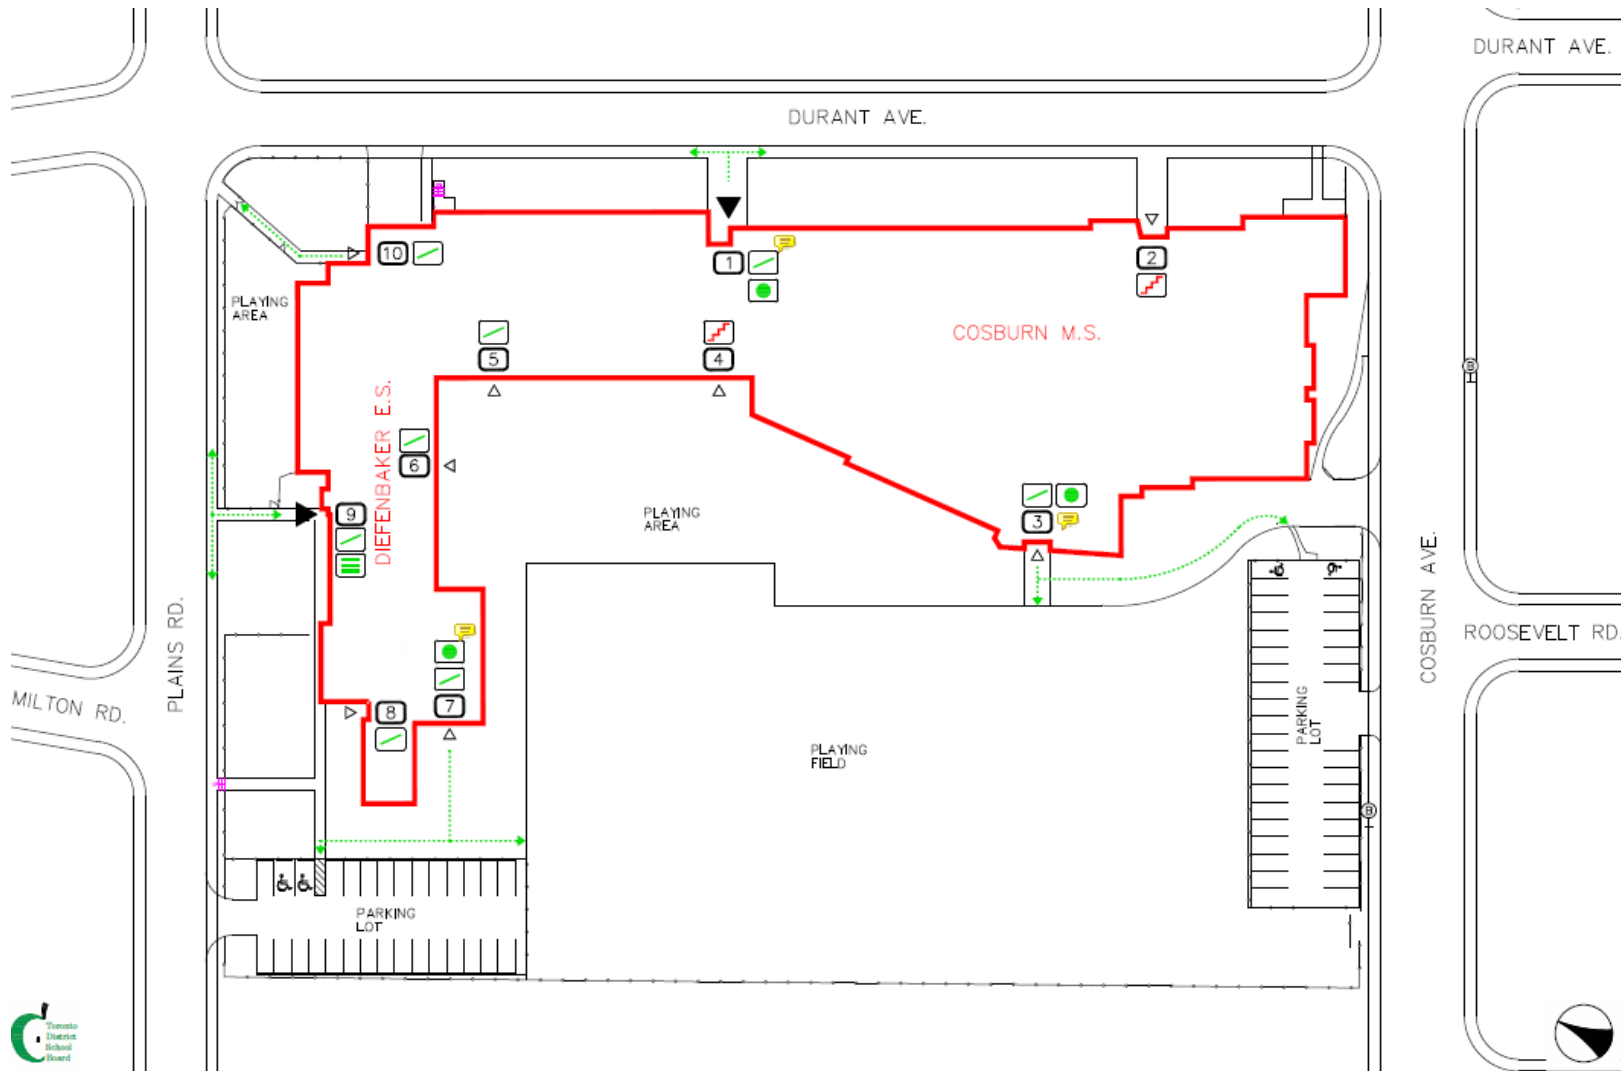 DURANT AVE.
DURANT AVE.
10
1
2
PLAYING
AREA
COSBURN M.S.
5
4
DIEFENBAKER E.S.
6
9
PLAYING
AREA
3
B
COSBURN AVE.
PLAINS RD.
ROOSEVELT RD.
MILTON RD.
8
7
PLAYING
FIELD
PARKING
LOT
B
PARKING
LOT
Toronto
District
School
Board